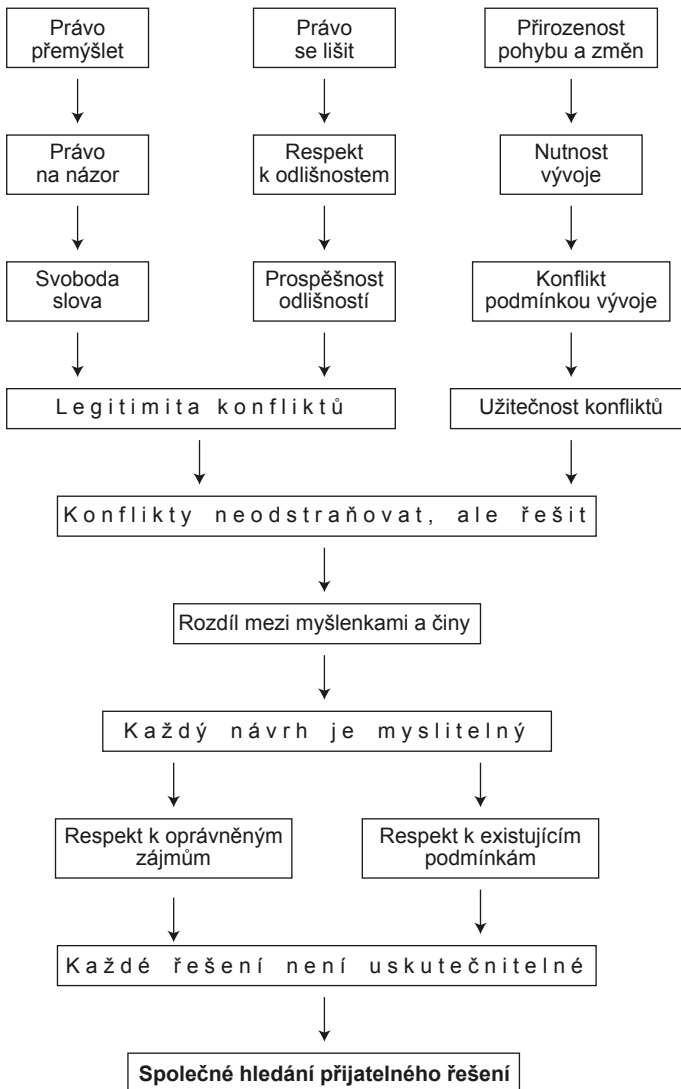 Právo
přemýšlet
Právo
se lišit
Přirozenost
pohybu a změn
Právo
na názor
Respekt
k odlišnostem
Nutnost
vývoje
Svoboda
slova
Prospěšnost
odlišností
Konflikt
podmínkou vývoje
Legitimita konfliktů
Užitečnost konfliktů
Konflikty neodstraňovat, ale řešit
Rozdíl mezi myšlenkami a činy
Každý návrh je myslitelný
Respekt k oprávněným
zájmům
Respekt k existujícím
podmínkám
Každé řešení není uskutečnitelné
Společné hledání přijatelného řešení